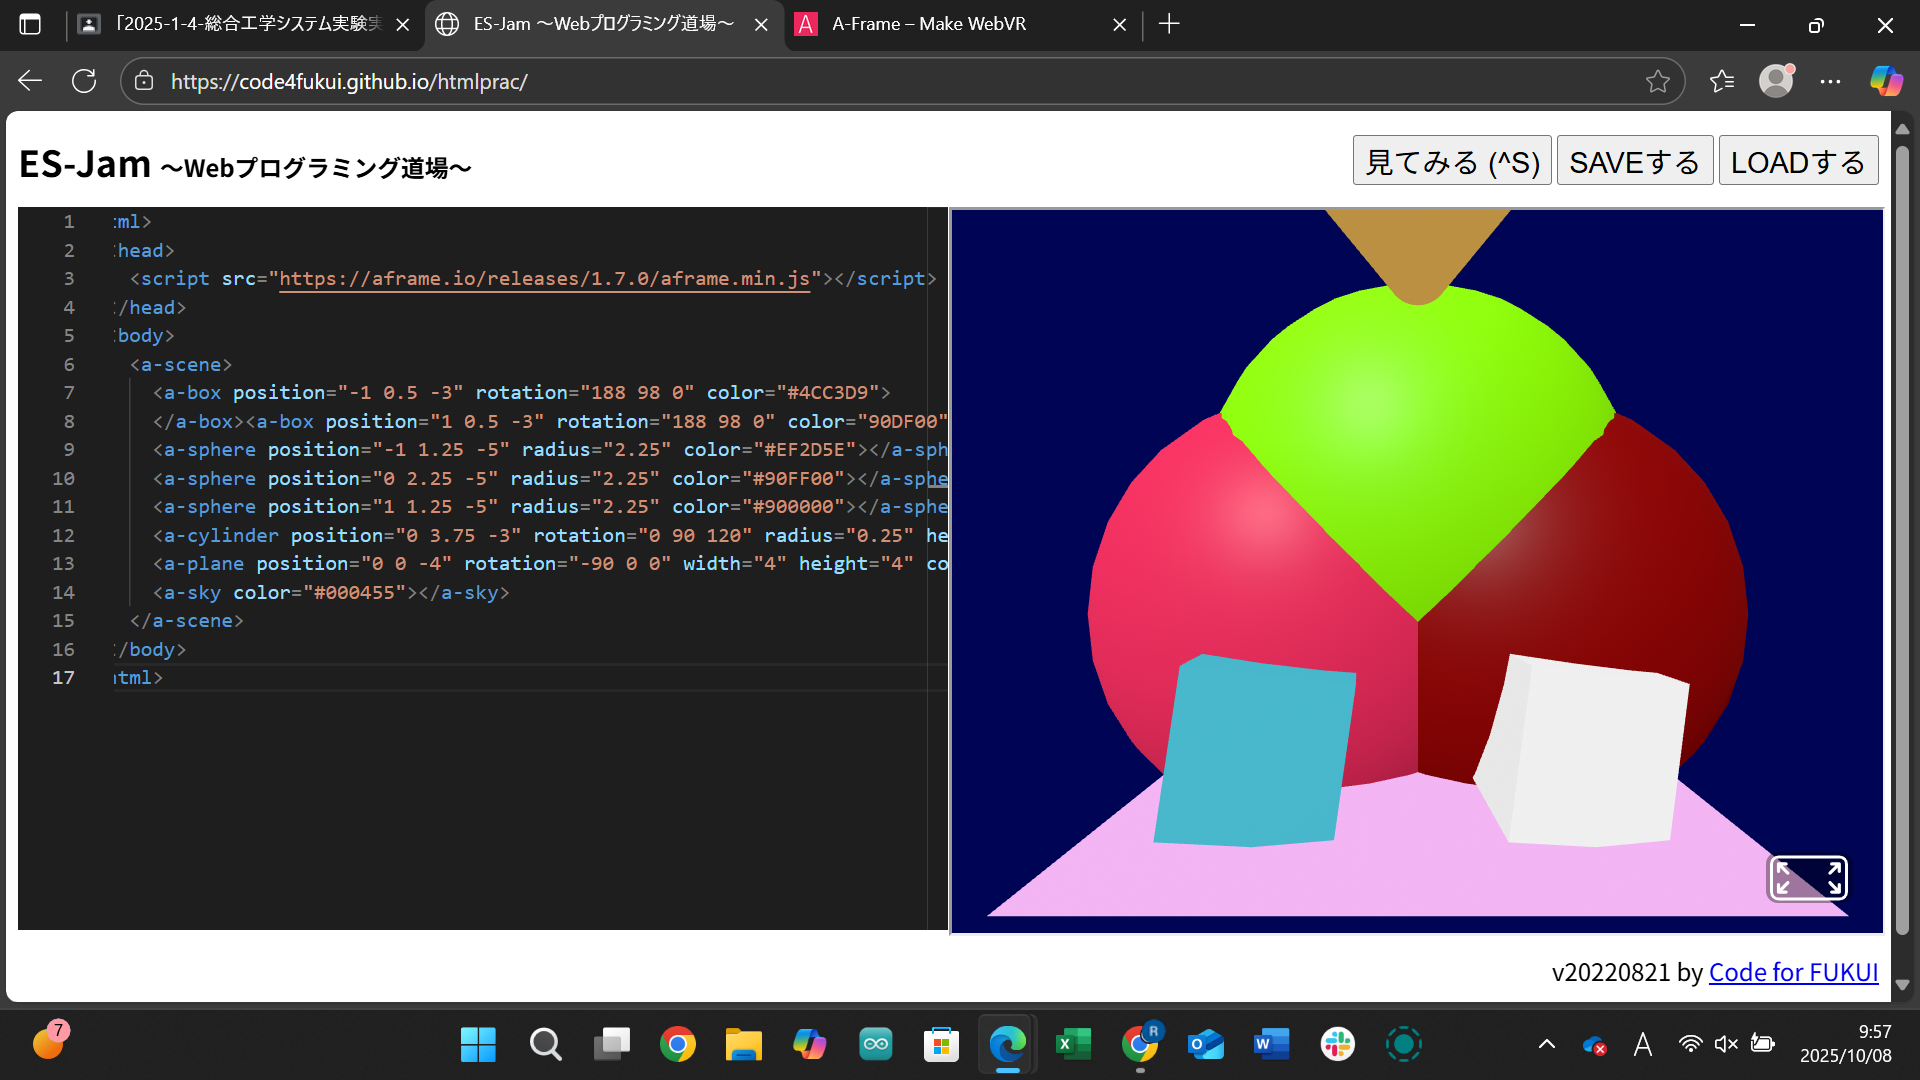 「2025-1-4-総合工学システム実験実
ES-Jam ～Webプログラミング道場～
A-Frame – Make WebVR
https://code4fukui.github.io/htmlprac/
ES-Jam ～Webプログラミング道場～
見てみる (^S)
SAVEする
LOADする
1 ml>
2 head>
3 <script src="https://aframe.io/releases/1.7.0/aframe.min.js"></script>
4 /head>
5 body>
6 <a-scene>
7 <a-box position="-1 0.5 -3" rotation="188 98 0" color="#4CC3D9">
8 </a-box><a-box position="1 0.5 -3" rotation="188 98 0" color="90DF00"
9 <a-sphere position="-1 1.25 -5" radius="2.25" color="#EF2D5E"></a-sph
10 <a-sphere position="0 2.25 -5" radius="2.25" color="#90FF00"></a-sphe
11 <a-sphere position="1 1.25 -5" radius="2.25" color="#900000"></a-sphe
12 <a-cylinder position="0 3.75 -3" rotation="0 90 120" radius="0.25" he
13 <a-plane position="0 0 -4" rotation="-90 0 0" width="4" height="4" co
14 <a-sky color="#000455"></a-sky>
15 </a-scene>
16 /body>
17 tml>
v20220821 by Code for FUKUI
7
R
A
9:57
2025/10/08